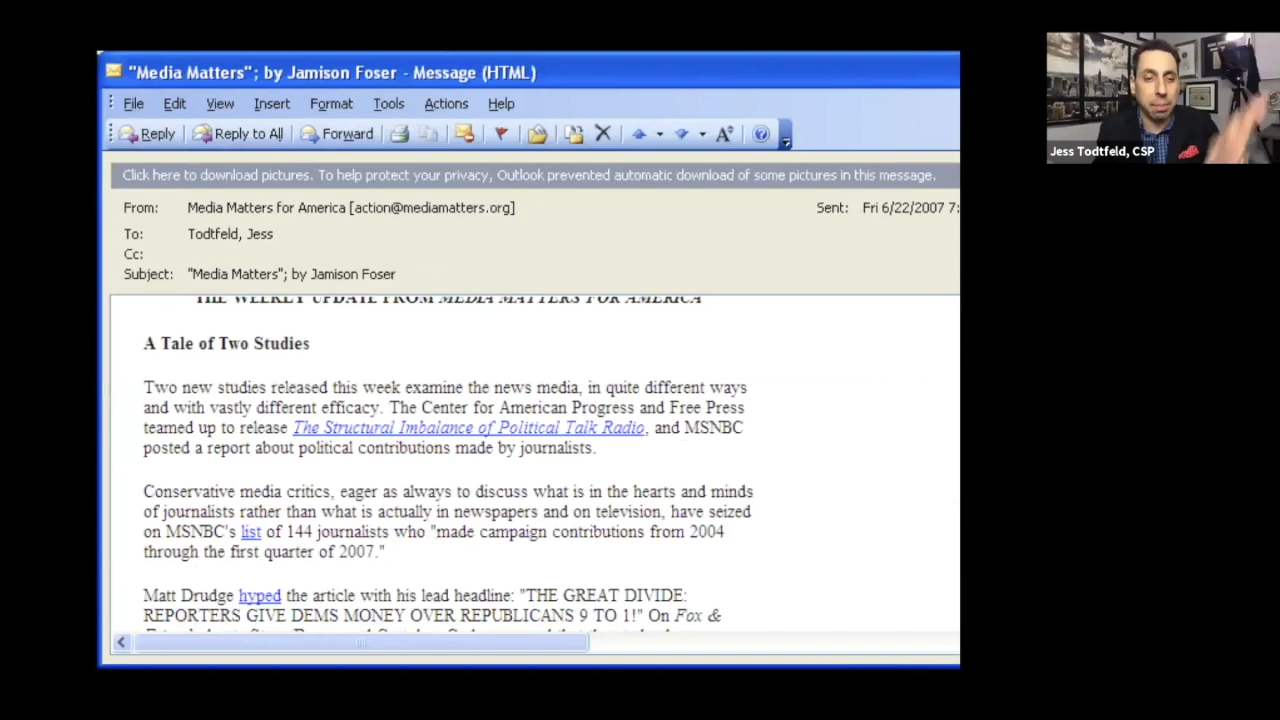 "Media Matters"; by Jamison Foser - Message (HTML)
File Edit View Insert Format Tools Actions Help
Reply Reply to All Forward
Click here to download pictures. To help protect your privacy, Outlook prevented automatic download of some pictures in this message.
From: Media Matters for America [action@mediamatters.org] Sent: Fri 6/22/2007 7:
To: Todtfeld, Jess
Cc:
Subject: "Media Matters"; by Jamison Foser
THE WEEKLY UPDATE FROM MEDIA MATTERS FOR AMERICA
A Tale of Two Studies
Two new studies released this week examine the news media, in quite different ways
and with vastly different efficacy. The Center for American Progress and Free Press
teamed up to release The Structural Imbalance of Political Talk Radio, and MSNBC
posted a report about political contributions made by journalists.
Conservative media critics, eager as always to discuss what is in the hearts and minds
of journalists rather than what is actually in newspapers and on television, have seized
on MSNBC's list of 144 journalists who "made campaign contributions from 2004
through the first quarter of 2007."
Matt Drudge hyped the article with his lead headline: "THE GREAT DIVIDE:
REPORTERS GIVE DEMS MONEY OVER REPUBLICANS 9 TO 1!" On Fox &
Jess Todtfeld, CSP